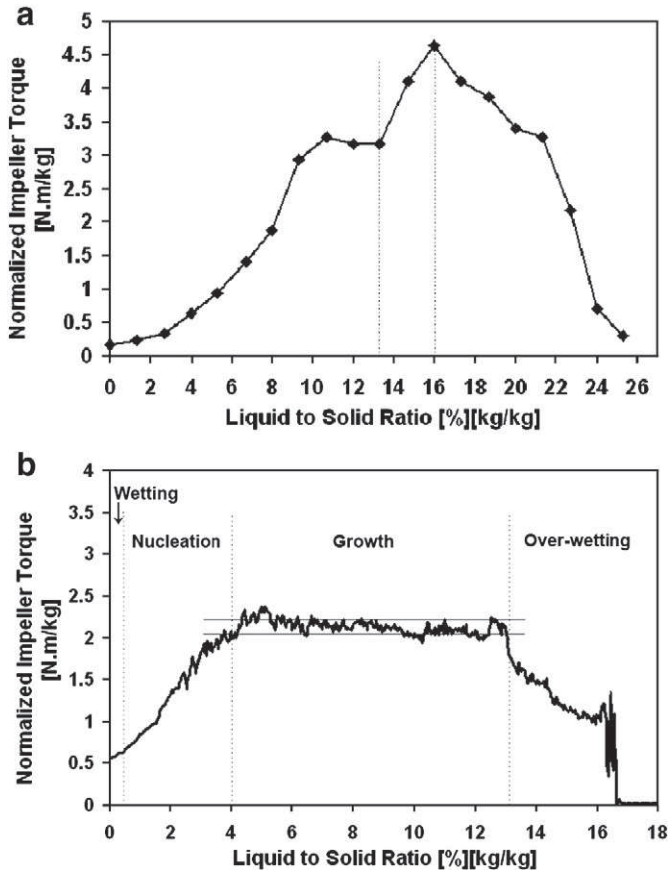 a
Normalized Impeller Torque
[N.m/kg]
5
4.5
4
3.5
3
2.5
2
1.5
1
0.5
0
0 2 4 6 8 10 12 14 16 18 20 22 24 26
Liquid to Solid Ratio [%][kg/kg]
b
Normalized Impeller Torque
[N.m/kg]
4
3.5
3
2.5
2
1.5
1
0.5
0
Wetting
Nucleation
Growth
Over-wetting
0 2 4 6 8 10 12 14 16 18
Liquid to Solid Ratio [%][kg/kg]